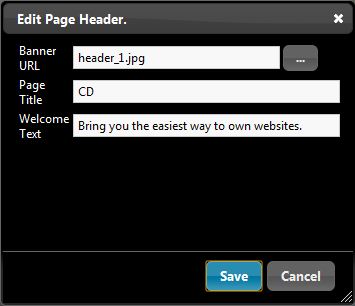 Edit Page Header.
Banner
URL
header_1.jpg
...
Page
Title
CD
Welcome
Text
Bring you the easiest way to own websites.
Save
Cancel